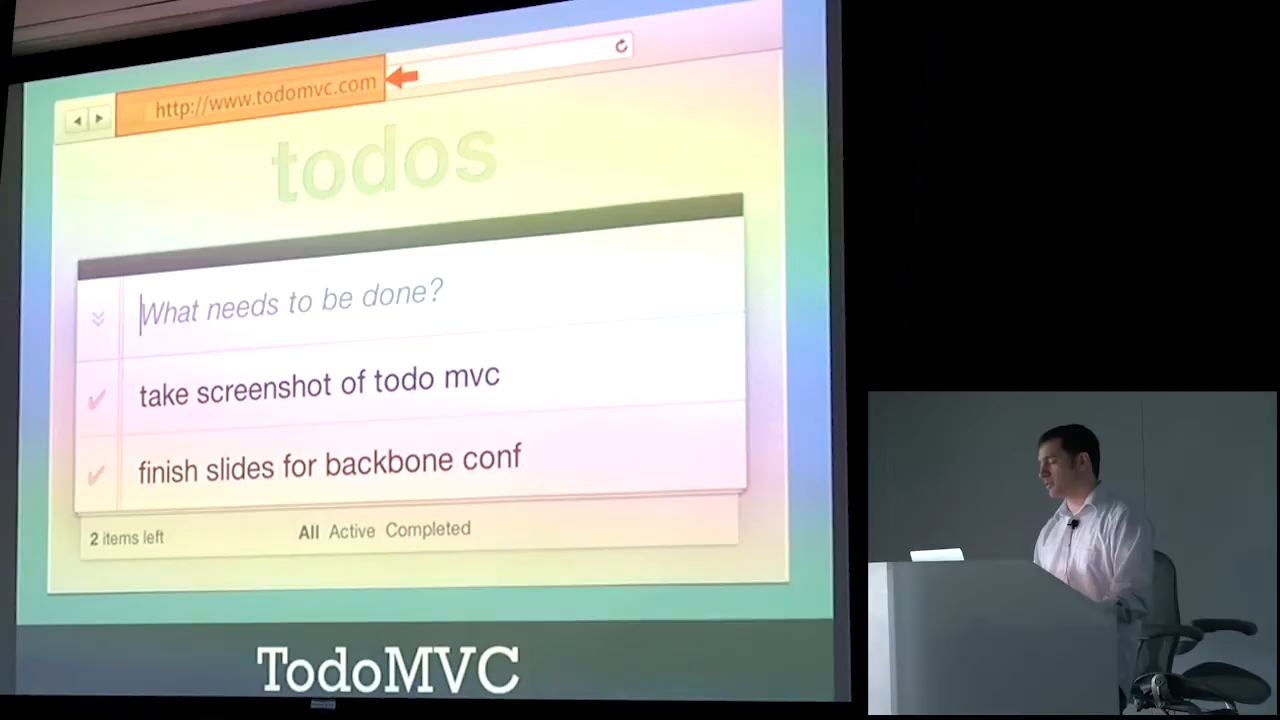 http://www.todomvc.com
todos
What needs to be done?
take screenshot of todo mvc
finish slides for backbone conf
2 items left All Active Completed
TodoMVC